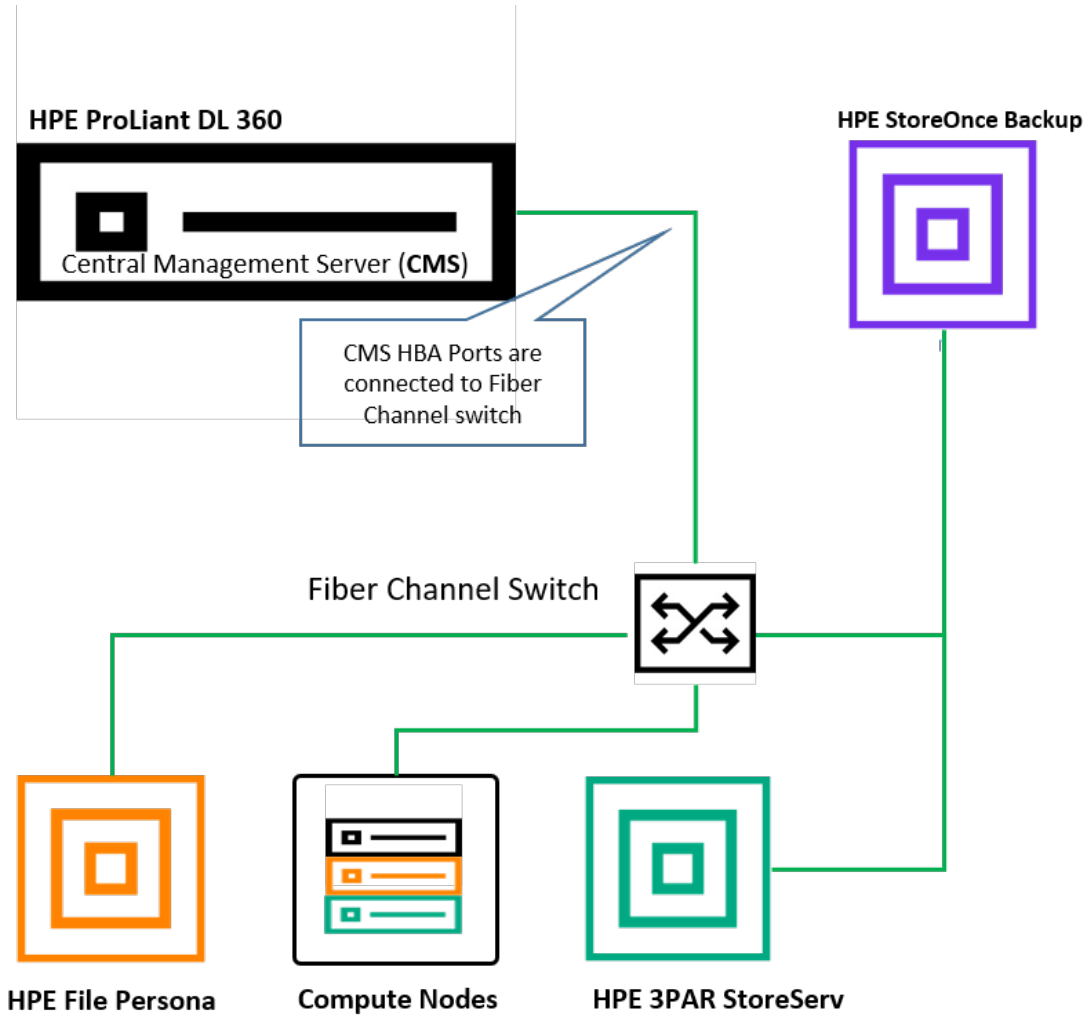 HPE ProLiant DL 360
HPE StoreOnce Backup
Central Management Server (CMS)
CMS HBA Ports are
connected to Fiber
Channel switch
Fiber Channel Switch
HPE File Persona
Compute Nodes
HPE 3PAR StoreServ